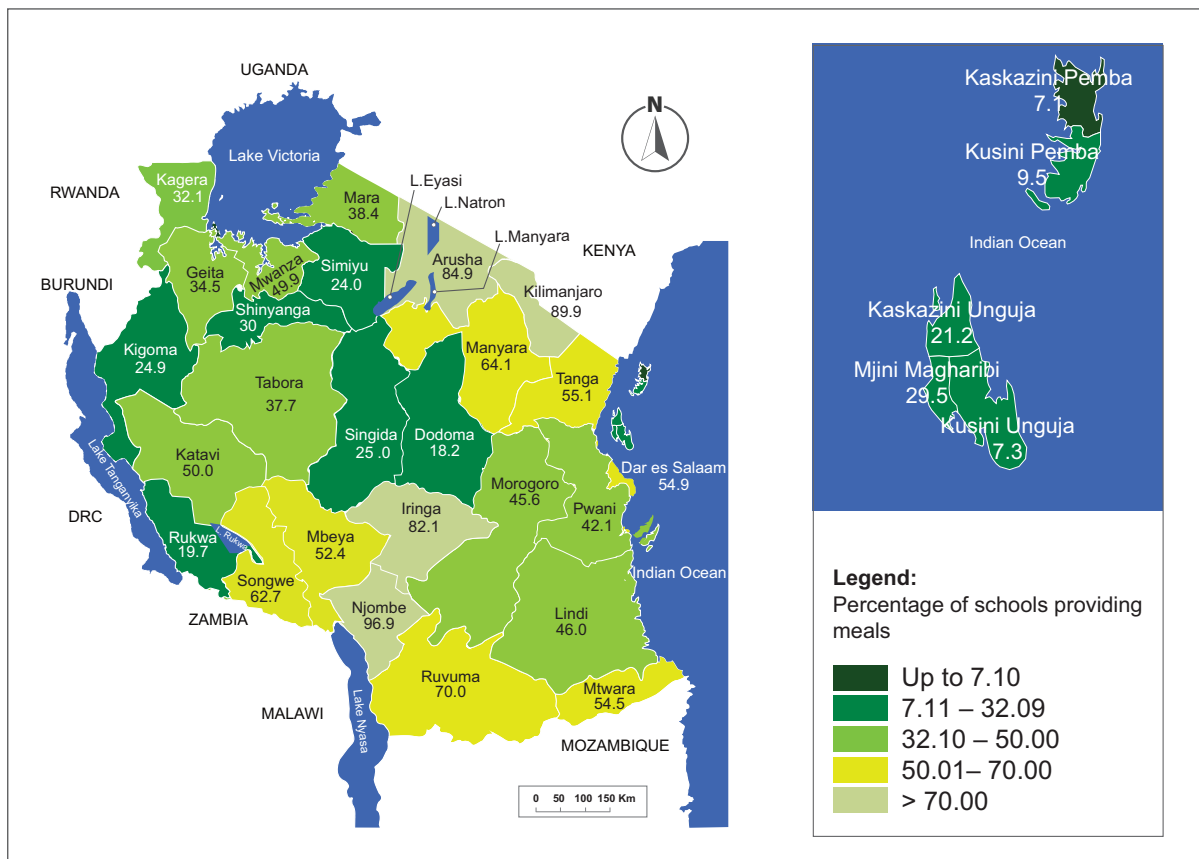 UGANDA
N
Lake Victoria
L.Eyasi
Kagera
32.1
RWANDA
Mara
38.4
L.Natron
L.Manyara
KENYA
Arusha
84.9
Simiyu
24.0
Geita
34.5
Mwanza
49.9
BURUNDI
Kilimanjaro
89.9
Shinyanga
30
Kigoma
24.9
Manyara
64.1
Tabora
37.7
Tanga
55.1
Singida
25 .0
Dodoma
18.2
Katavi
50.0
Lake Tanganyika
Dar es Salaam
54.9
Morogoro
45.6
Pwani
42.1
DRC
Iringa
82.1
Rukwa
19.7
L. Rukwa
Mbeya
52.4
Indian Ocean
Songwe
62.7
ZAMBIA
Njombe
96.9
Lindi
46.0
Ruvuma
70.0
Mtwara
54.5
MALAWI
Lake Nyasa
MOZAMBIQUE
0 50 100 150 Km
Kaskazini Pemba
7.1
Kusini Pemba
9.5
Indian Ocean
Kaskazini Unguja
21.2
Mjini Magharibi
29.5
Kusini Unguja
7.3
Legend:
Percentage of schools providing
meals
Up to 7.10
7.11 – 32.09
32.10 – 50.00
50.01– 70.00
> 70.00